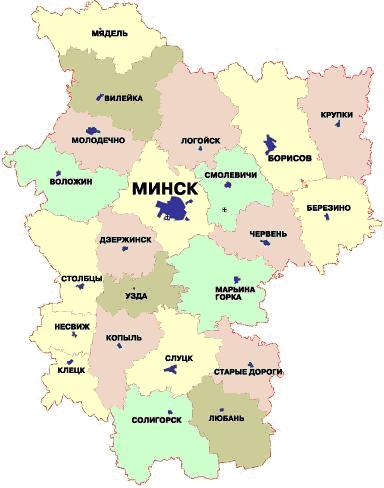 МЯДЕЛЬ
ВИЛЕЙКА
КРУПКИ
МОЛОДЕЧНО
ЛОГОЙСК
БОРИСОВ
ВОЛОЖИН
СМОЛЕВИЧИ
МИНСК
БЕРЕЗИНО
ДЗЕРЖИНСК
ЧЕРВЕНЬ
СТОЛБЦЫ
УЗДА
МАРЬИНА
ГОРКА
НЕСВИЖ
КОПЫЛЬ
СЛУЦК
КЛЕЦК
СТАРЫЕ ДОРОГИ
СОЛИГОРСК
ЛЮБАНЬ